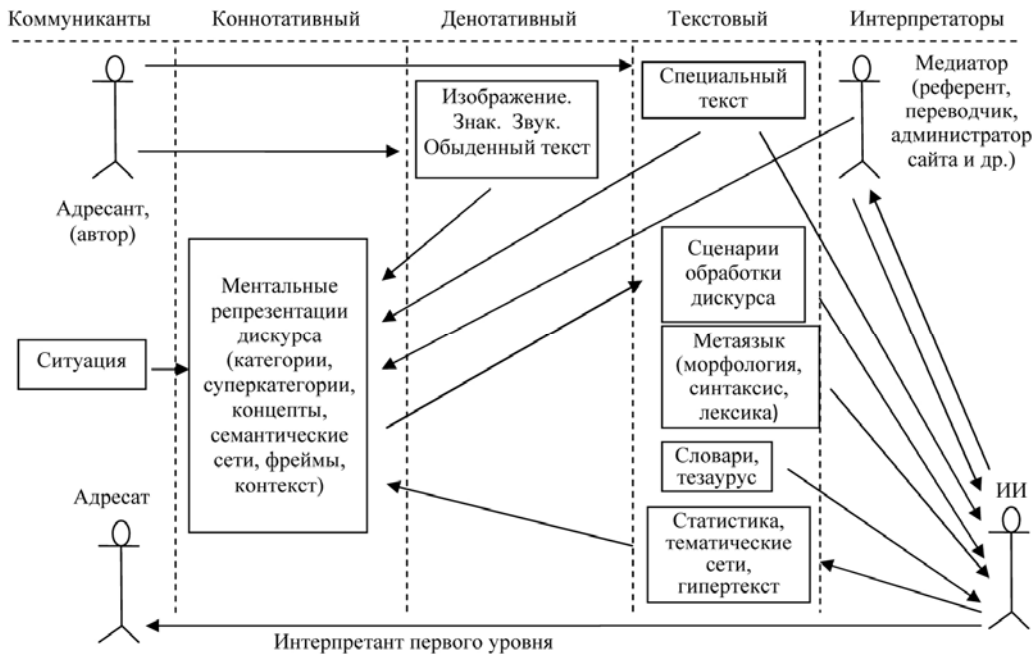 Коммуниканты
Коннотативный
Денотативный
Текстовый
Интерпретаторы
Адресант,
(автор)
Изображение.
Знак. Звук.
Обыденный текст
Специальный
текст
Медиатор
(референт,
переводчик,
администратор
сайта и др.)
Ситуация
Ментальные
репрезентации
дискурса
(категории,
суперкатегории,
концепты,
семантические
сети, фреймы,
контекст)
Сценарии
обработки
дискурса
Метаязык
(морфология,
синтаксис,
лексика)
Словари,
тезаурус
Статистика,
тематические
сети,
гипертекст
Адресат
ИИ
Интерпретант первого уровня